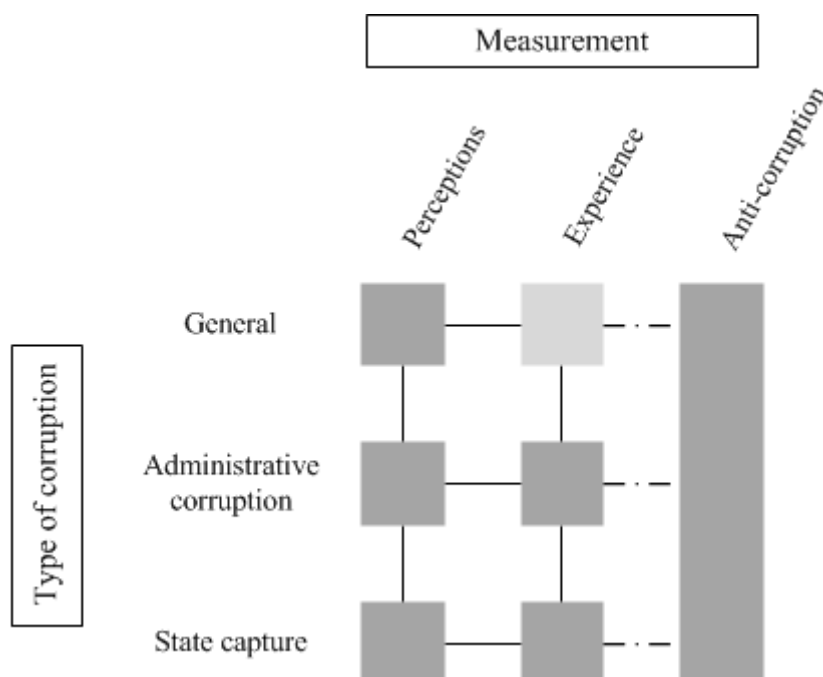 Measurement
Perceptions
Experience
Anti-corruption
Type of corruption
General
Administrative
corruption
State capture